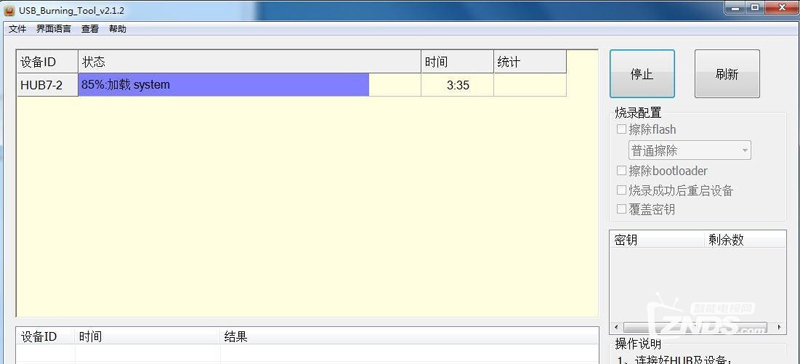 USB_Burning_Tool_v2.1.2
文件 界面语言 查看 帮助
设备ID 状态 时间 统计
HUB7-2 85%:加载 system 3:35
停止 刷新
烧录配置
擦除flash
普通擦除
擦除bootloader
烧录成功后重启设备
覆盖密钥
密钥 剩余数
智能电视网
ZNDS.com
设备ID 时间 结果
操作说明
1、连接好HUB及设备;